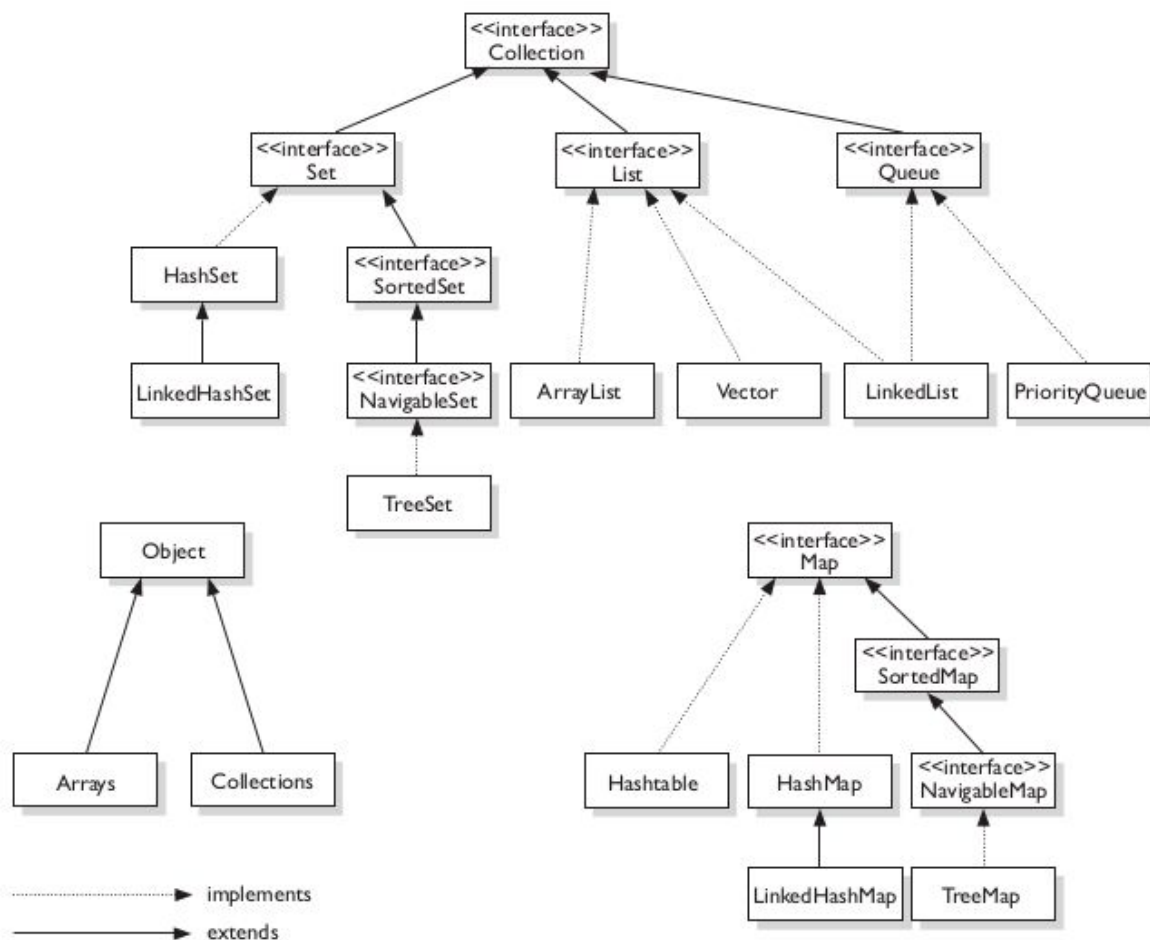 <<interface>>
Collection
<<interface>>
Set
<<interface>>
List
<<interface>>
Queue
HashSet
<<interface>>
SortedSet
LinkedHashSet
<<interface>>
NavigableSet
ArrayList
Vector
LinkedList
PriorityQueue
TreeSet
Object
<<interface>>
Map
<<interface>>
SortedMap
Arrays
Collections
Hashtable
HashMap
<<interface>>
NavigableMap
LinkedHashMap
TreeMap
implements
extends